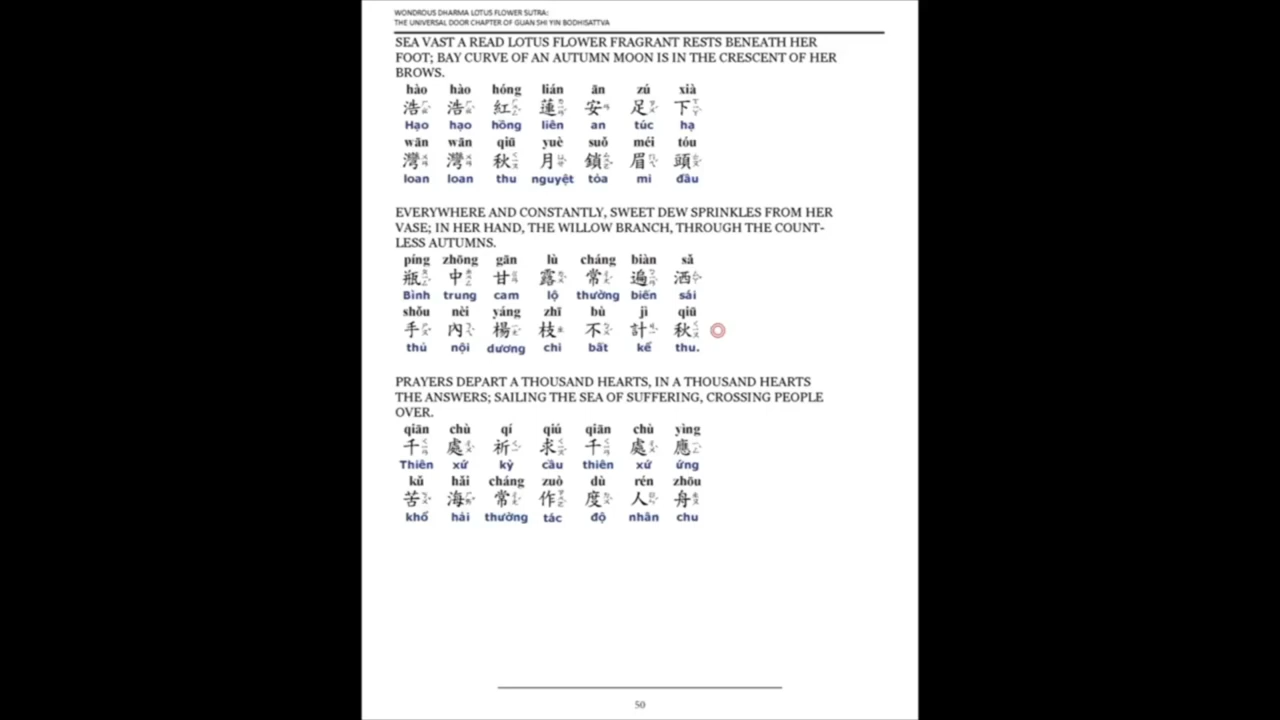 WONDROUS DHARMA LOTUS FLOWER SUTRA:
THE UNIVERSAL DOOR CHAPTER OF GUAN SHI YIN BODHISATTVA
SEA VAST A READ LOTUS FLOWER FRAGRANT RESTS BENEATH HER
FOOT; BAY CURVE OF AN AUTUMN MOON IS IN THE CRESCENT OF HER
BROWS.
hào hào hóng lián ān zú xià
浩 浩 紅 蓮 安 足 下
Hạo hạo hồng liên an túc hạ
wān wān qiū yuè suǒ méi tóu
灣 灣 秋 月 鎖 眉 頭
loan loan thu nguyệt tỏa mi đầu
EVERYWHERE AND CONSTANTLY, SWEET DEW SPRINKLES FROM HER
VASE; IN HER HAND, THE WILLOW BRANCH, THROUGH THE COUNT-
LESS AUTUMNS.
píng zhōng gān lù cháng biàn sǎ
瓶 中 甘 露 常 遍 洒
Bình trung cam lộ thường biến sái
shǒu nèi yáng zhī bù jì qiū
手 內 楊 枝 不 計 秋
thủ nội dương chi bất kể thu.
PRAYERS DEPART A THOUSAND HEARTS, IN A THOUSAND HEARTS
THE ANSWERS; SAILING THE SEA OF SUFFERING, CROSSING PEOPLE
OVER.
qiān chù qí qiú qiān chù yìng
千 處 祈 求 千 處 應
Thiên xứ kỳ cầu thiên xứ ứng
kǔ hǎi cháng zuò dù rén zhōu
苦 海 常 作 度 人 舟
khổ hải thường tác độ nhân chu
50